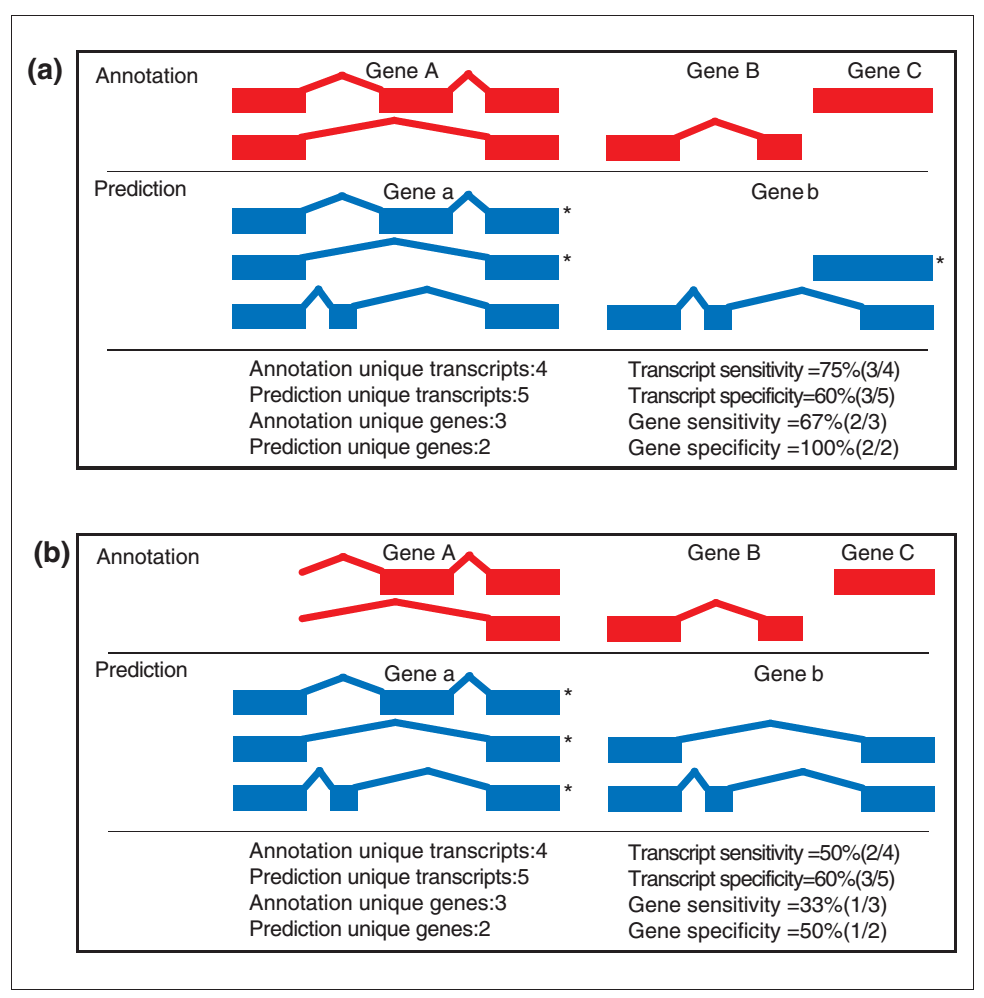 (a)
Annotation
Gene A
Gene B
Gene C
Prediction
Gene a
Gene b
*
*
*
Annotation unique transcripts:4
Prediction unique transcripts:5
Annotation unique genes:3
Prediction unique genes:2
Transcript sensitivity =75%(3/4)
Transcript specificity=60%(3/5)
Gene sensitivity =67%(2/3)
Gene specificity =100%(2/2)
(b)
Annotation
Gene A
Gene B
Gene C
Prediction
Gene a
Gene b
*
*
*
Annotation unique transcripts:4
Prediction unique transcripts:5
Annotation unique genes:3
Prediction unique genes:2
Transcript sensitivity =50%(2/4)
Transcript specificity=60%(3/5)
Gene sensitivity =33%(1/3)
Gene specificity =50%(1/2)